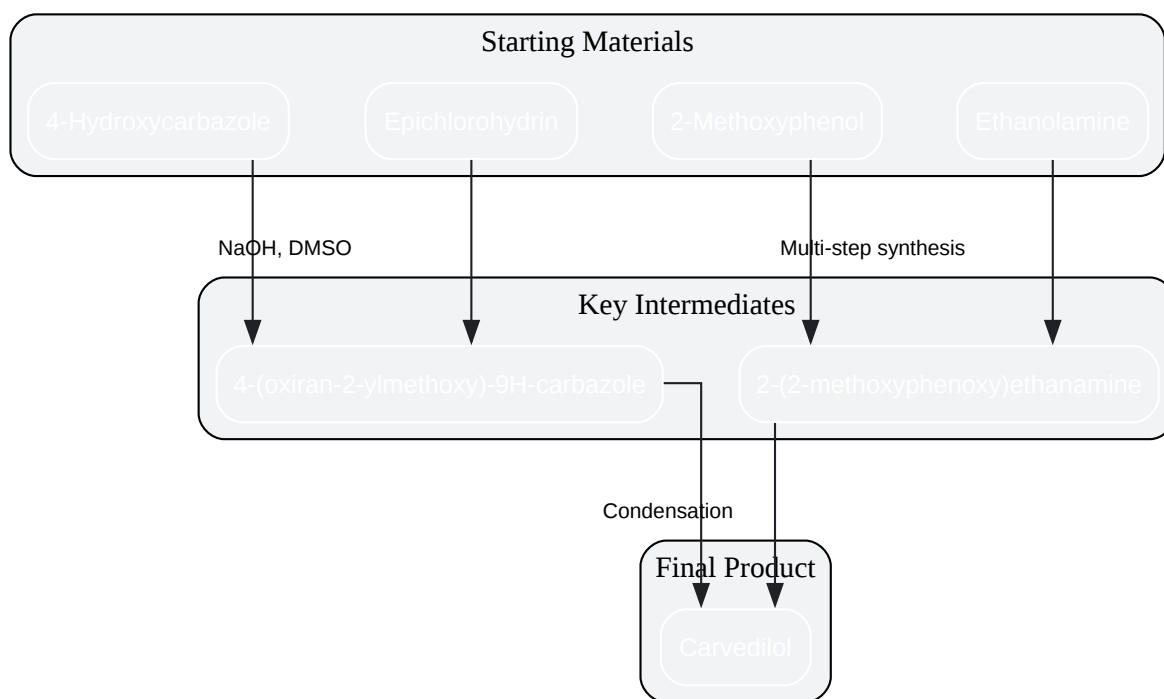 Starting Materials
4-Hydroxycarbazole
Epichlorohydrin
2-Methoxyphenol
Ethanolamine
NaOH, DMSO
Multi-step synthesis
Key Intermediates
4-(oxiran-2-ylmethoxy)-9H-carbazole
2-(2-methoxyphenoxy)ethanamine
Condensation
Final Product
Carvedilol